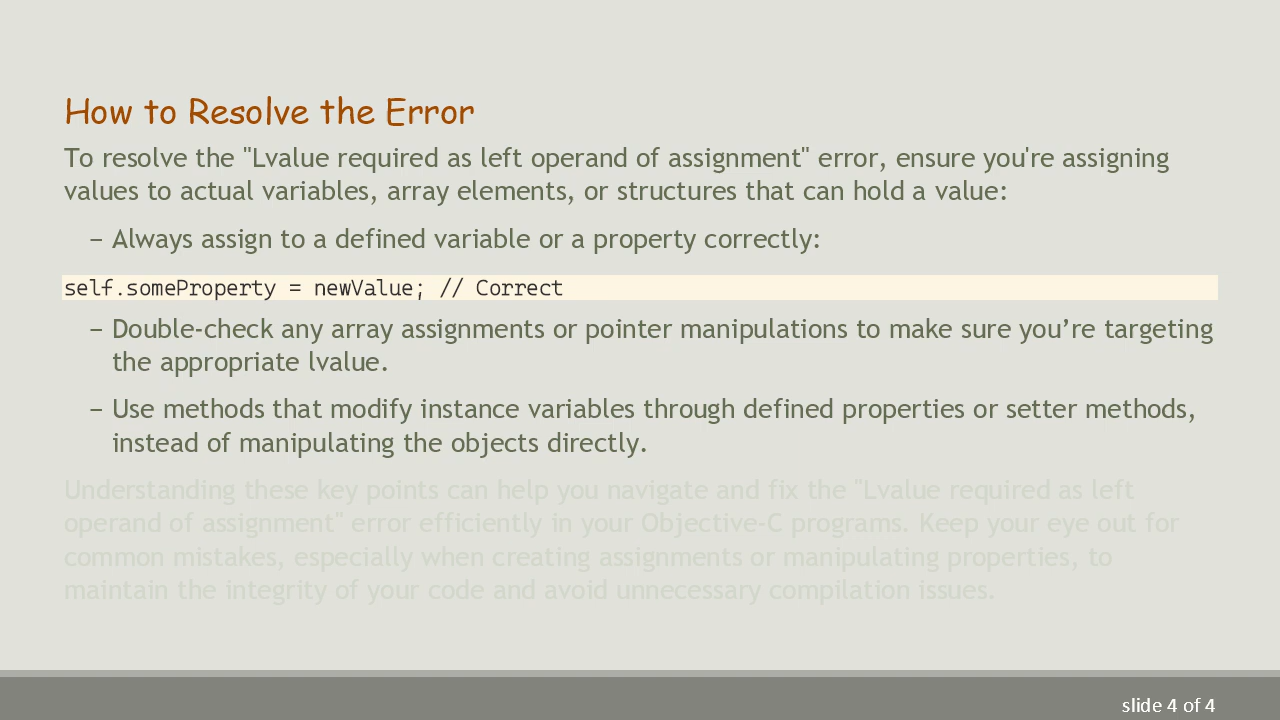 How to Resolve the Error
To resolve the "Lvalue required as left operand of assignment" error, ensure you're assigning
values to actual variables, array elements, or structures that can hold a value:
– Always assign to a defined variable or a property correctly:
self.someProperty = newValue; // Correct
– Double-check any array assignments or pointer manipulations to make sure you’re targeting
the appropriate lvalue.
– Use methods that modify instance variables through defined properties or setter methods,
instead of manipulating the objects directly.
Understanding these key points can help you navigate and fix the "Lvalue required as left
operand of assignment" error efficiently in your Objective-C programs. Keep your eye out for
common mistakes, especially when creating assignments or manipulating properties, to
maintain the integrity of your code and avoid unnecessary compilation issues.
slide 4 of 4